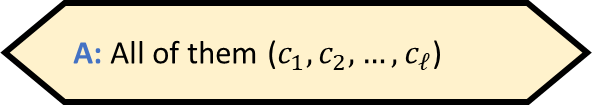 A: All of them (c₁, c₂, …, cℓ)